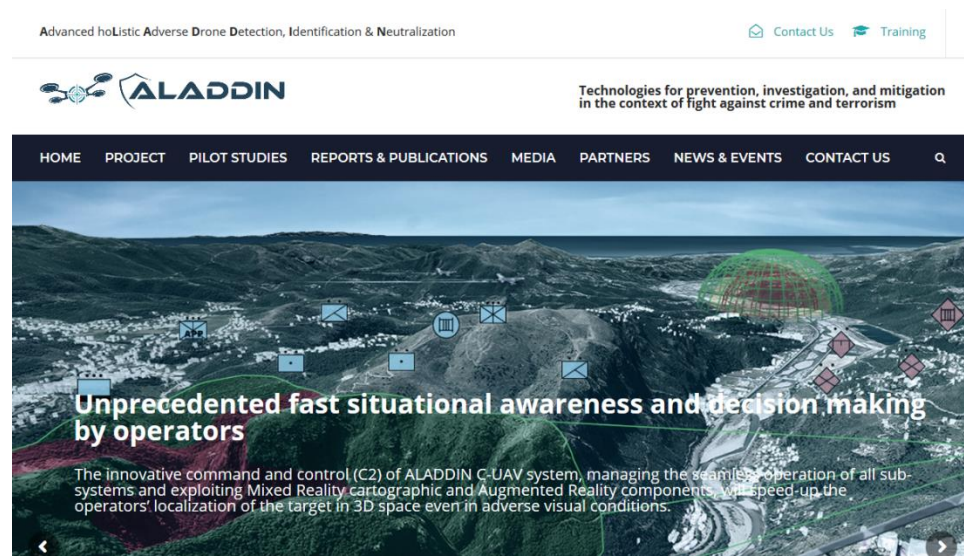 Advanced hoListic Adverse Drone Detection, Identification & Neutralization
Contact Us
Training
ALADDIN
Technologies for prevention, investigation, and mitigation
in the context of fight against crime and terrorism
HOME PROJECT PILOT STUDIES REPORTS & PUBLICATIONS MEDIA PARTNERS NEWS & EVENTS CONTACT US
APP
Unprecedented fast situational awareness and decision making
by operators
The innovative command and control (C2) of ALADDIN C-UAV system, managing the seamless operation of all sub-
systems and exploiting Mixed Reality cartographic and Augmented Reality components, will speed-up the
operators' localization of the target in 3D space even in adverse visual conditions.